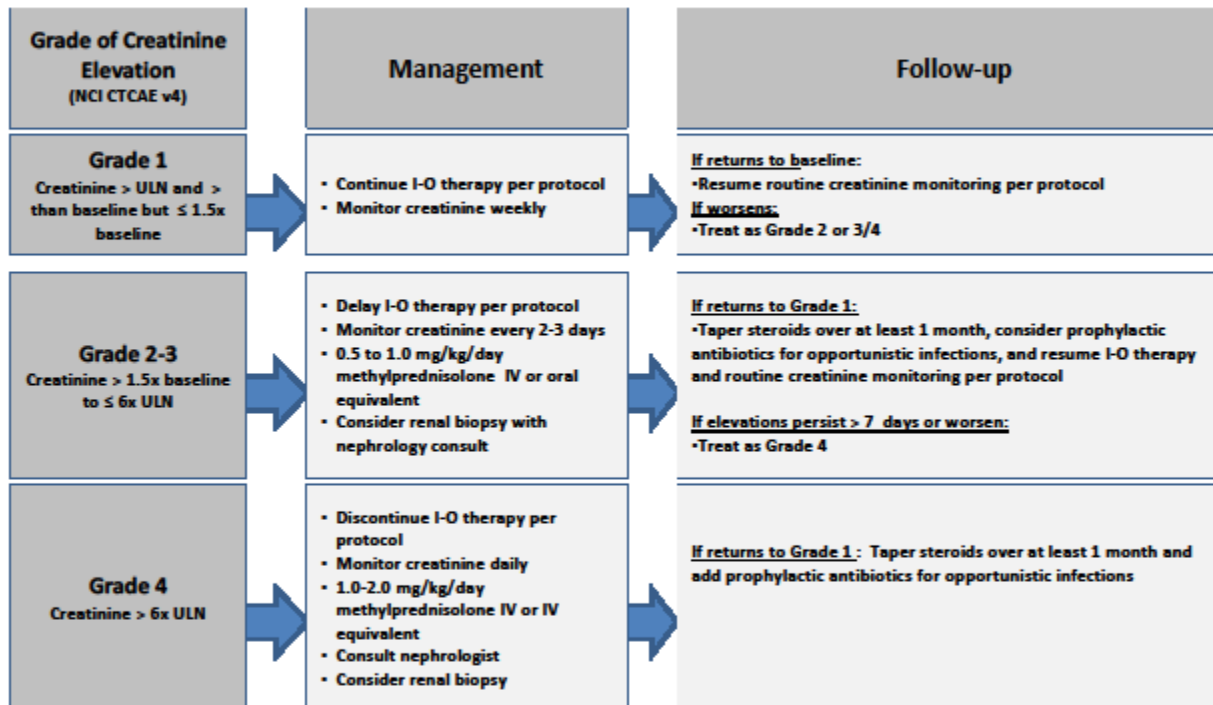 Grade of Creatinine
Elevation
(NCI CTCAE v4)
Management
Follow-up
Grade 1
Creatinine > ULN and >
than baseline but ≤ 1.5x
baseline
▪ Continue I-O therapy per protocol
▪ Monitor creatinine weekly
If returns to baseline:
•Resume routine creatinine monitoring per protocol
If worsens:
•Treat as Grade 2 or 3/4
Grade 2-3
Creatinine > 1.5x baseline
to ≤ 6x ULN
▪ Delay I-O therapy per protocol
▪ Monitor creatinine every 2-3 days
▪ 0.5 to 1.0 mg/kg/day
methylprednisolone IV or oral
equivalent
▪ Consider renal biopsy with
nephrology consult
If returns to Grade 1:
•Taper steroids over at least 1 month, consider prophylactic
antibiotics for opportunistic infections, and resume I-O therapy
and routine creatinine monitoring per protocol
If elevations persist > 7 days or worsen:
•Treat as Grade 4
Grade 4
Creatinine > 6x ULN
▪ Discontinue I-O therapy per
protocol
▪ Monitor creatinine daily
▪ 1.0-2.0 mg/kg/day
methylprednisolone IV or IV
equivalent
▪ Consult nephrologist
▪ Consider renal biopsy
If returns to Grade 1 : Taper steroids over at least 1 month and
add prophylactic antibiotics for opportunistic infections